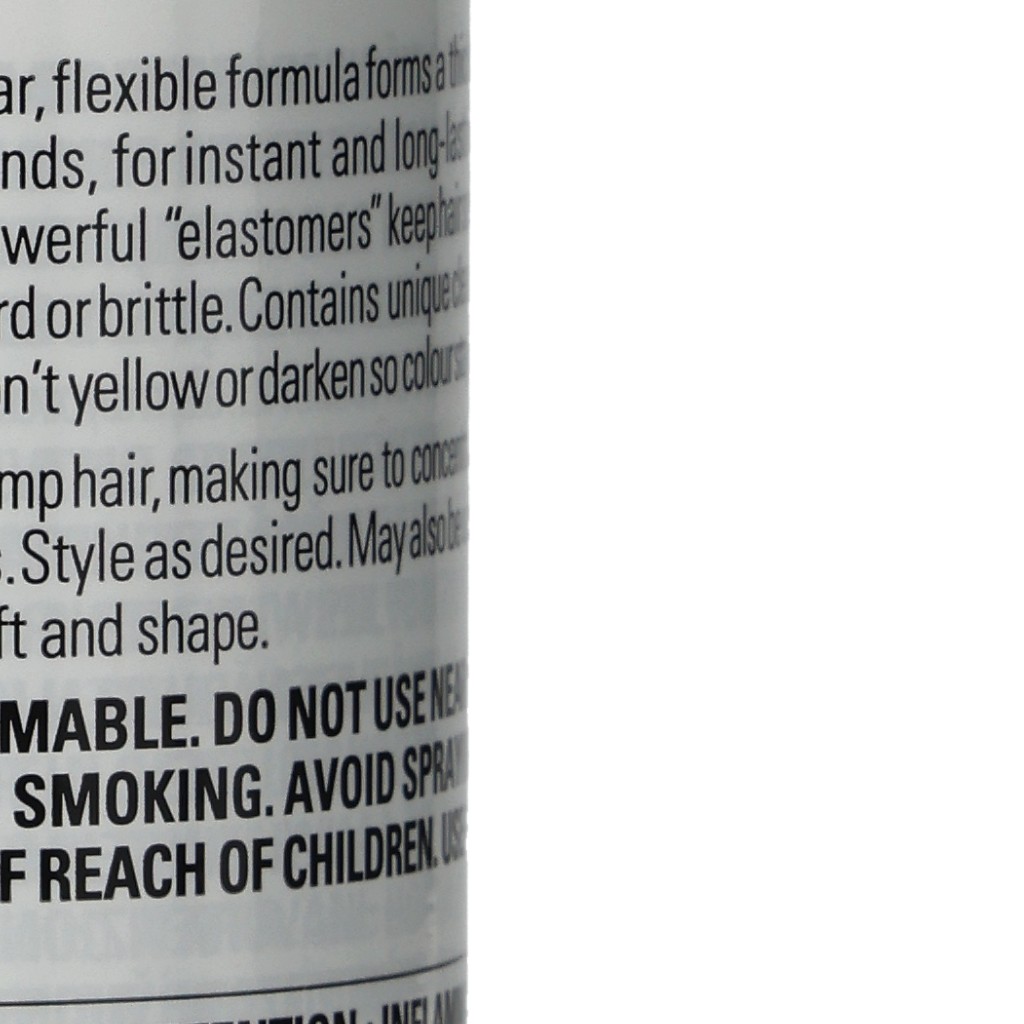 ar, flexible formula forms a
nds, for instant and long-
werful "elastomers" keep hair
rd or brittle. Contains unique
n't yellow or darken so colour
mp hair, making sure to
. Style as desired. May also be
ft and shape.
MABLE. DO NOT USE
SMOKING. AVOID
F REACH OF CHILDREN.